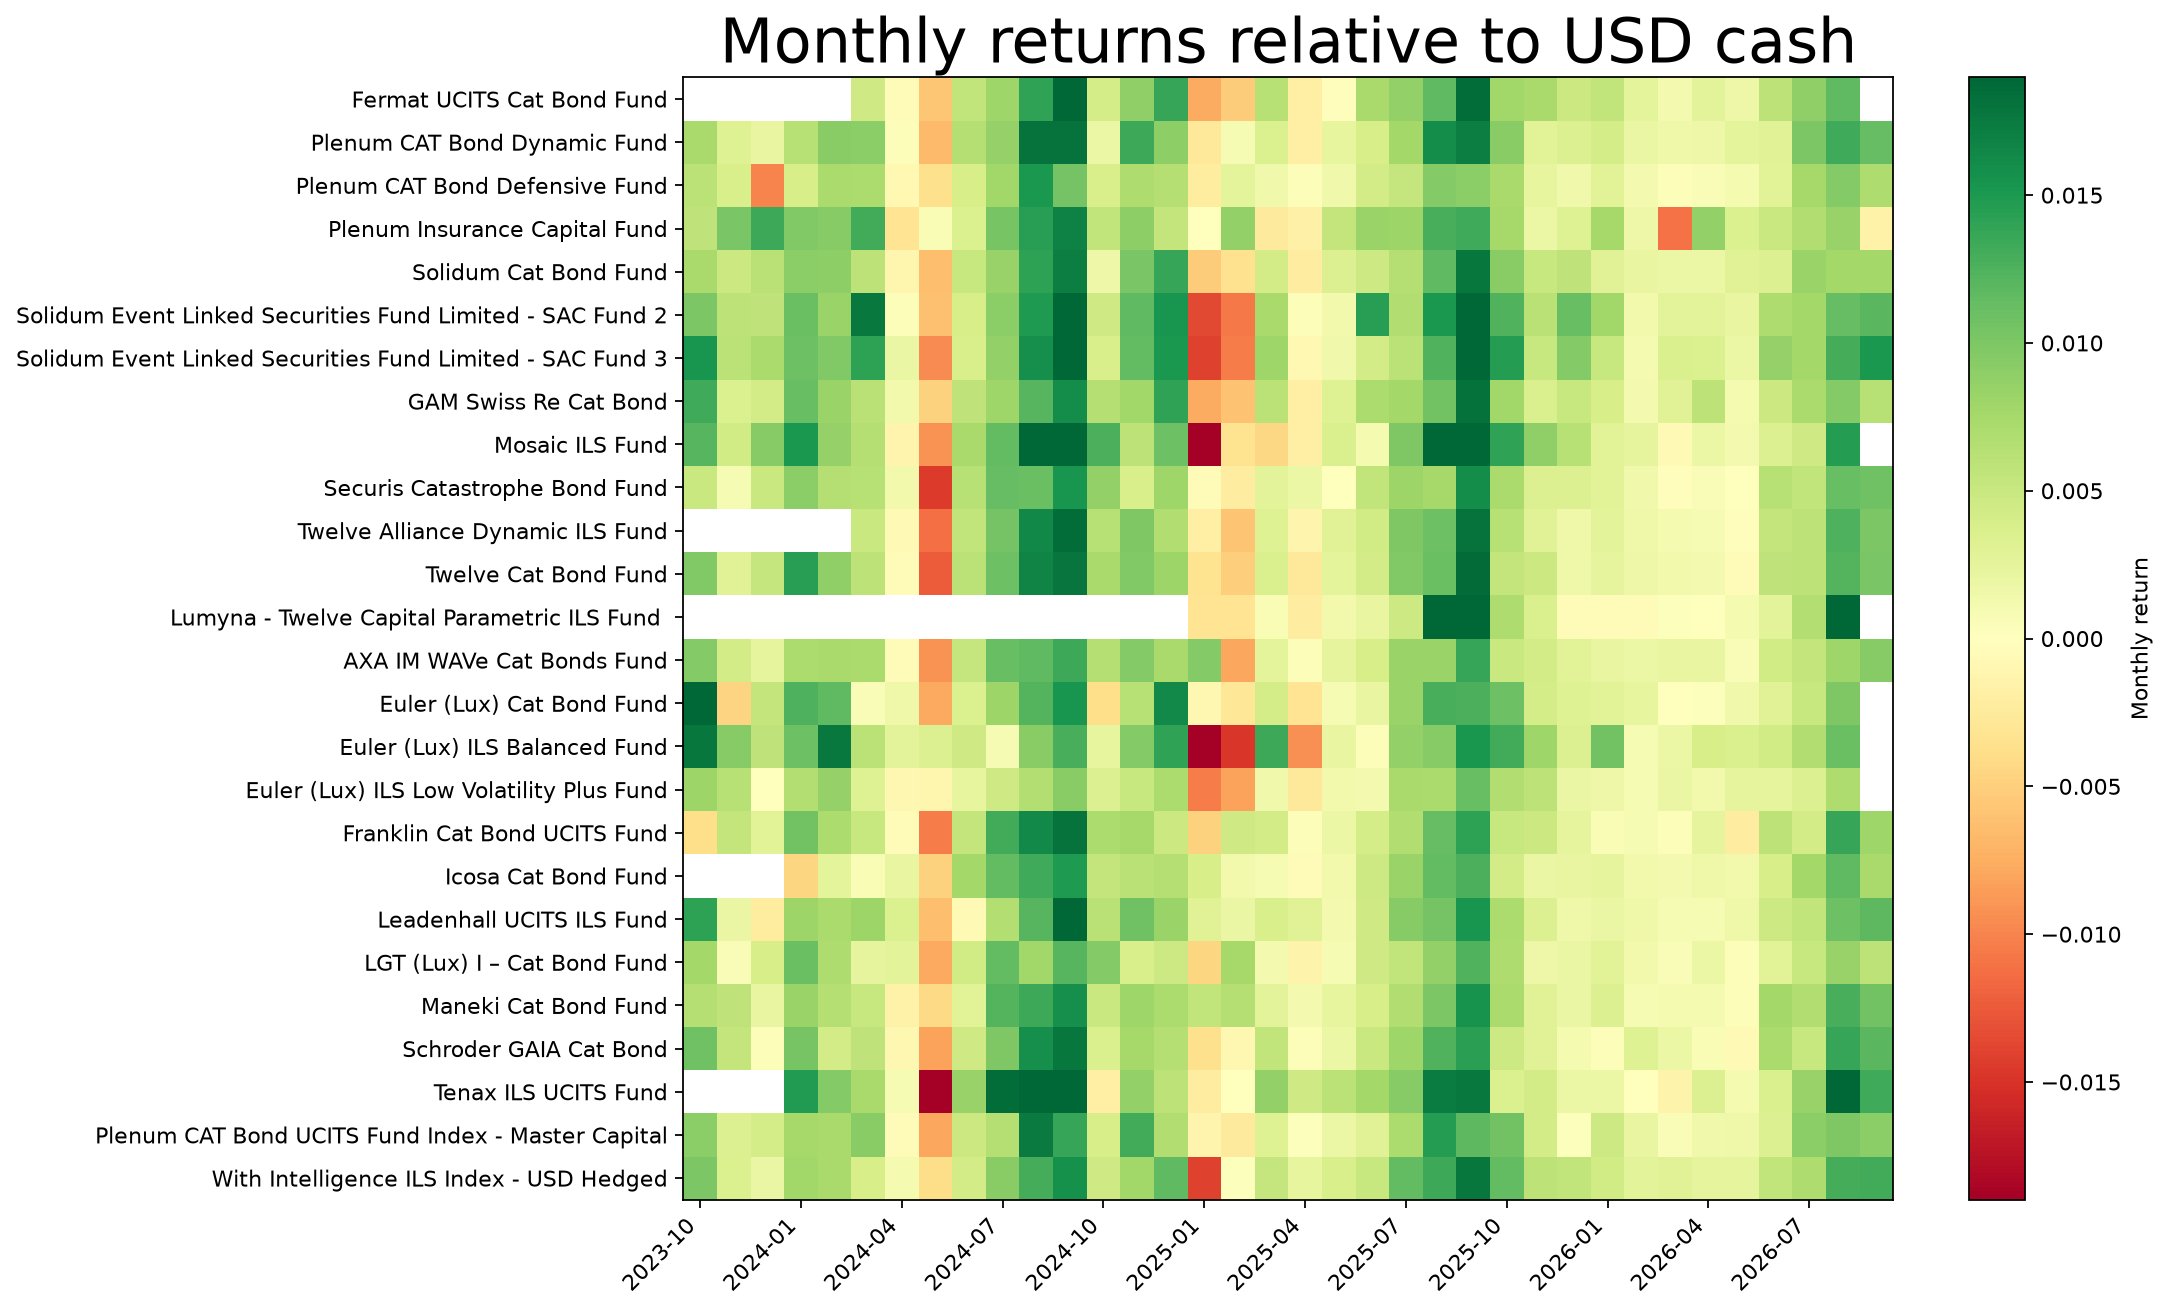 Monthly returns relative to USD cash
Fermat UCITS Cat Bond Fund
Plenum CAT Bond Dynamic Fund
Plenum CAT Bond Defensive Fund
Plenum Insurance Capital Fund
Solidum Cat Bond Fund
Solidum Event Linked Securities Fund Limited - SAC Fund 2
Solidum Event Linked Securities Fund Limited - SAC Fund 3
GAM Swiss Re Cat Bond
Mosaic ILS Fund
Securis Catastrophe Bond Fund
Twelve Alliance Dynamic ILS Fund
Twelve Cat Bond Fund
Lumyna - Twelve Capital Parametric ILS Fund
AXA IM WAVe Cat Bonds Fund
Euler (Lux) Cat Bond Fund
Euler (Lux) ILS Balanced Fund
Euler (Lux) ILS Low Volatility Plus Fund
Franklin Cat Bond UCITS Fund
Icosa Cat Bond Fund
Leadenhall UCITS ILS Fund
LGT (Lux) I – Cat Bond Fund
Maneki Cat Bond Fund
Schroder GAIA Cat Bond
Tenax ILS UCITS Fund
Plenum CAT Bond UCITS Fund Index - Master Capital
With Intelligence ILS Index - USD Hedged
2023-10
2024-01
2024-04
2024-07
2024-10
2025-01
2025-04
2025-07
2025-10
2026-01
2026-04
2026-07
0.015
0.010
0.005
0.000
−0.005
−0.010
−0.015
Monthly return